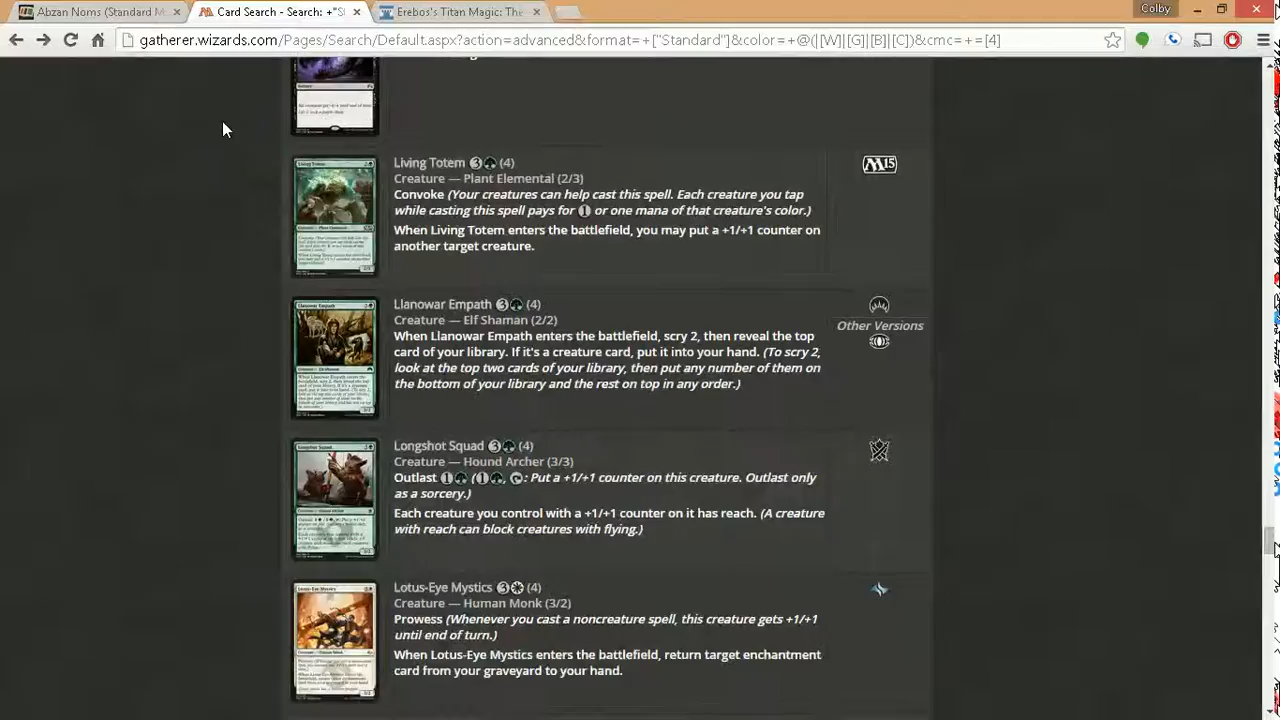 Abzan Noms (Standard M
Card Search - Search: +"S
Erebos's Titan (Magic: The
Colby
gatherer.wizards.com/Pages/Search/Default.aspx?action=advanced&format=+["Standard"]&color=+@(|[W]|[G]|[B]|[C])&cmc=+=[4]
Living Totem 3 (4)
M15
Creature — Plant Elemental (2/3)
Convoke (Your creatures can help cast this spell. Each creature you tap
while casting this spell pays for 1 or one mana of that creature's color.)
When Living Totem enters the battlefield, you may put a +1/+1 counter on
another target creature.
Llanowar Empath 3 (4)
Creature — Elf Shaman (2/2)
Other Versions
When Llanowar Empath enters the battlefield, scry 2, then reveal the top
card of your library. If it's a creature card, put it into your hand. (To scry 2,
look at the top two cards of your library, then put any number of them on
the bottom of your library and the rest on top in any order.)
Longshot Squad 3 (4)
Creature — Hound Archer (3/3)
Outlast 1 (1, : Put a +1/+1 counter on this creature. Outlast only
as a sorcery.)
Each creature you control with a +1/+1 counter on it has reach. (A creature
with reach can block creatures with flying.)
Lotus-Eye Mystics 3 (4)
Creature — Human Monk (3/2)
Prowess (Whenever you cast a noncreature spell, this creature gets +1/+1
until end of turn.)
When Lotus-Eye Mystics enters the battlefield, return target enchantment
card from your graveyard to your hand.